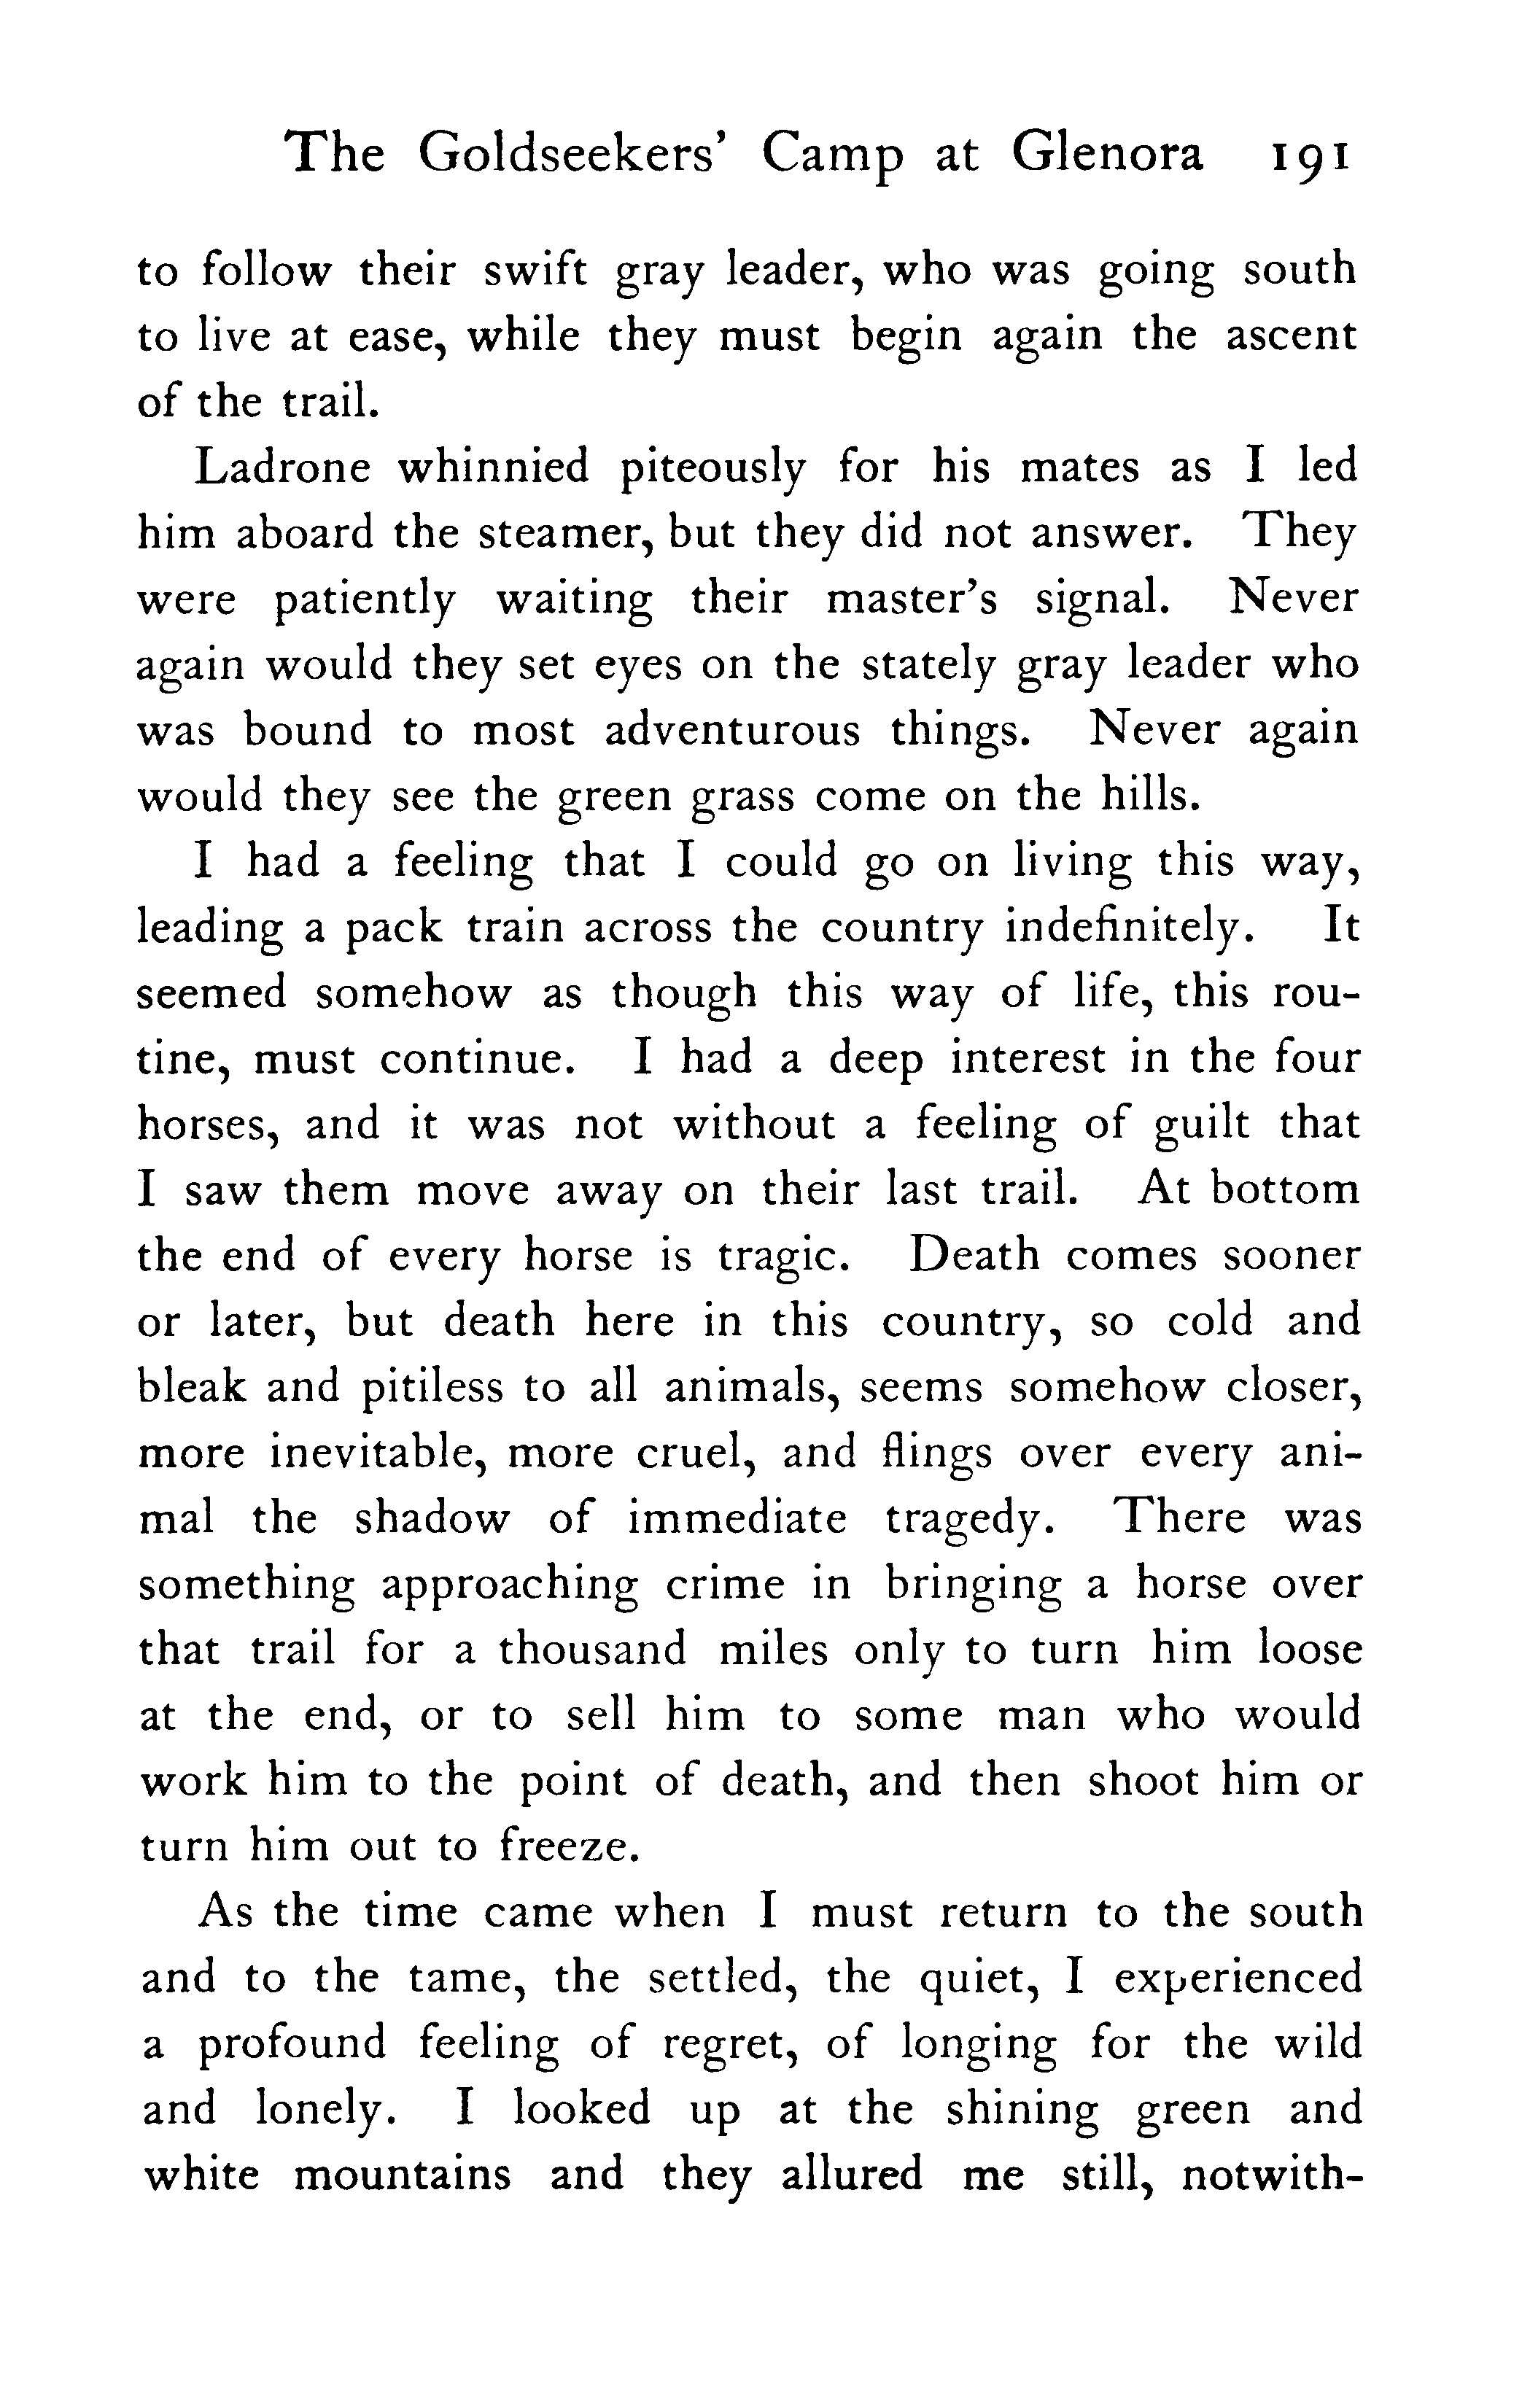 The Goldseekers’ Camp at Glenora 191
to follow their swift gray leader, who was going south
to live at ease, while they must begin again the ascent
of the trail.
Ladrone whinnied piteously for his mates as I led
him aboard the steamer, but they did not answer. They
were patiently waiting their master’s signal. Never
again would they set eyes on the stately gray leader who
was bound to most adventurous things. Never again
would they see the green grass come on the hills.
I had a feeling that I could go on living this way,
leading a pack train across the country indefinitely. It
seemed somehow as though this way of life, this rou-
tine, must continue. I had a deep interest in the four
horses, and it was not without a feeling of guilt that
I saw them move away on their last trail. At bottom
the end of every horse is tragic. Death comes sooner
or later, but death here in this country, so cold and
bleak and pitiless to all animals, seems somehow closer,
more inevitable, more cruel, and flings over every ani-
mal the shadow of immediate tragedy. There was
something approaching crime in bringing a horse over
that trail for a thousand miles only to turn him loose
at the end, or to sell him to some man who would
work him to the point of death, and then shoot him or
turn him out to freeze.
As the time came when I must return to the south
and to the tame, the settled, the quiet, I experienced
a profound feeling of regret, of longing for the wild
and lonely. I looked up at the shining green and
white mountains and they allured me still, notwith-